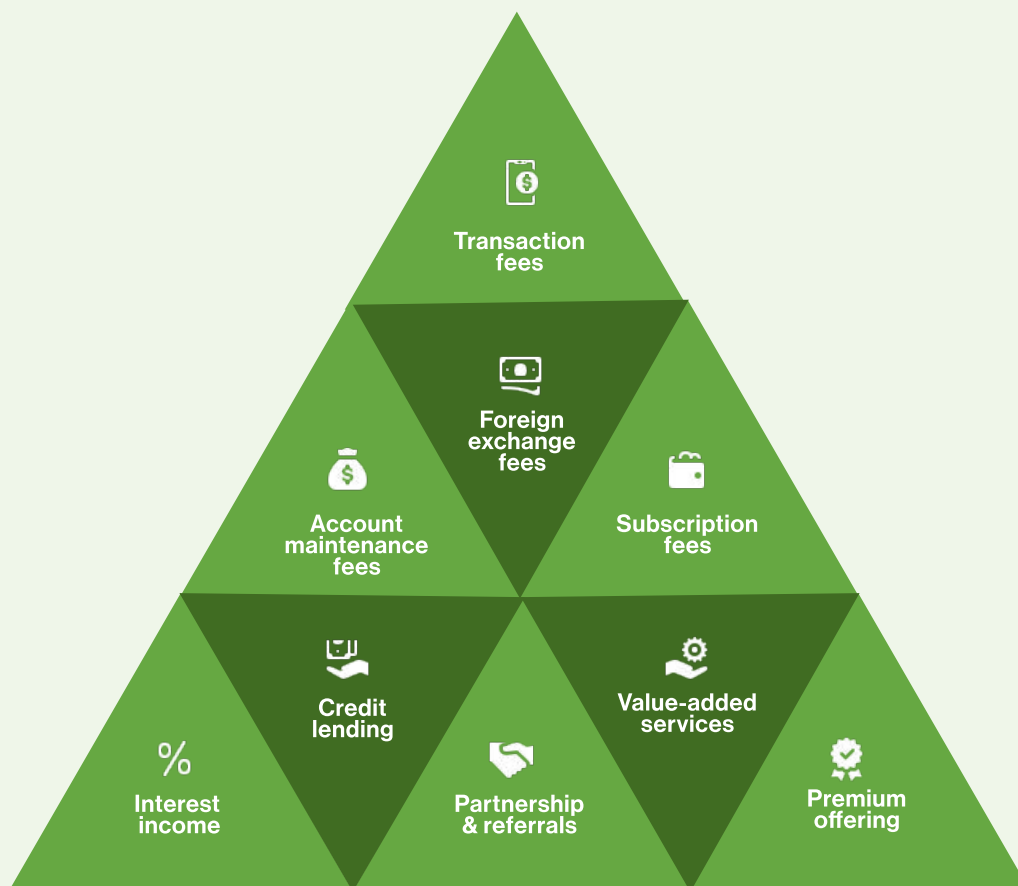 Transaction
fees
Foreign
exchange
fees
Account
maintenance
fees
Subscription
fees
Credit
lending
Value-added
services
Interest
income
Partnership
& referrals
Premium
offering